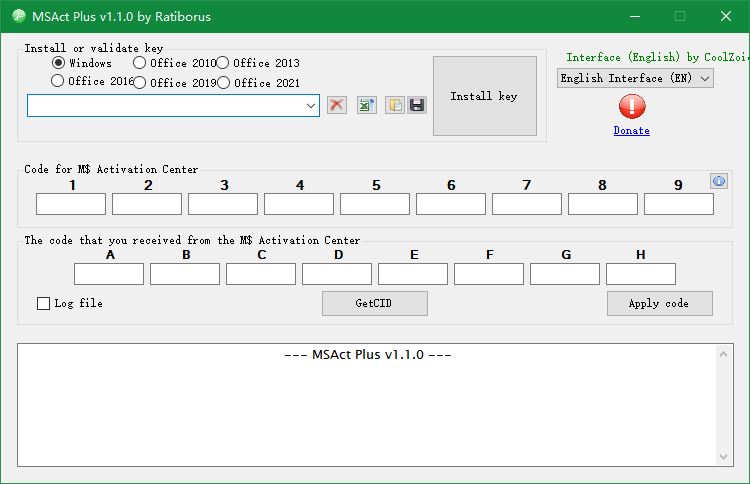 MSAct Plus v1.1.0 by Ratiborus
Install or validate key
Windows Office 2010 Office 2013
Office 2016 Office 2019 Office 2021
Install key
Interface (English) by CoolZoi
English Interface (EN)
Donate
Code for M$ Activation Center
1 2 3 4 5 6 7 8 9
The code that you received from the M$ Activation Center
A B C D E F G H
Log file GetCID Apply code
--- MSAct Plus v1.1.0 ---